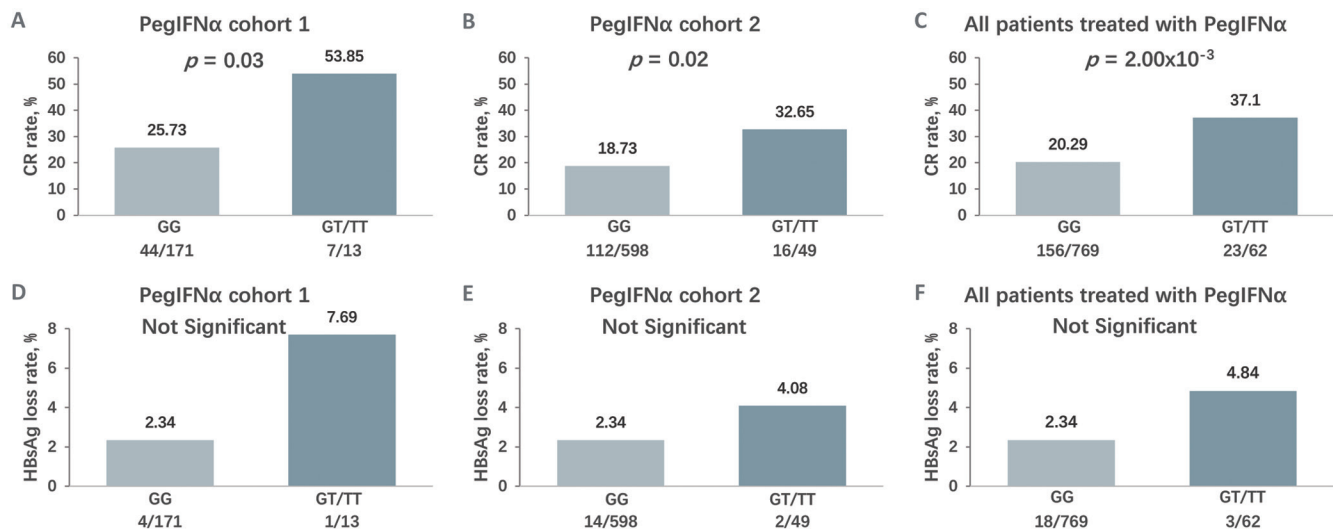 A
PegIFNα cohort 1
p = 0.03
CR rate, %
60
50
40
30
20
10
0
25.73
53.85
GG
GT/TT
44/171
7/13
B
PegIFNα cohort 2
p = 0.02
CR rate, %
60
50
40
30
20
10
0
18.73
32.65
GG
GT/TT
112/598
16/49
C
All patients treated with PegIFNα
p = 2.00x10⁻³
CR rate, %
60
50
40
30
20
10
0
20.29
37.1
GG
GT/TT
156/769
23/62
D
PegIFNα cohort 1
Not Significant
HBsAg loss rate, %
8
6
4
2
0
2.34
7.69
GG
GT/TT
4/171
1/13
E
PegIFNα cohort 2
Not Significant
HBsAg loss rate, %
8
6
4
2
0
2.34
4.08
GG
GT/TT
14/598
2/49
F
All patients treated with PegIFNα
Not Significant
HBsAg loss rate, %
8
6
4
2
0
2.34
4.84
GG
GT/TT
18/769
3/62